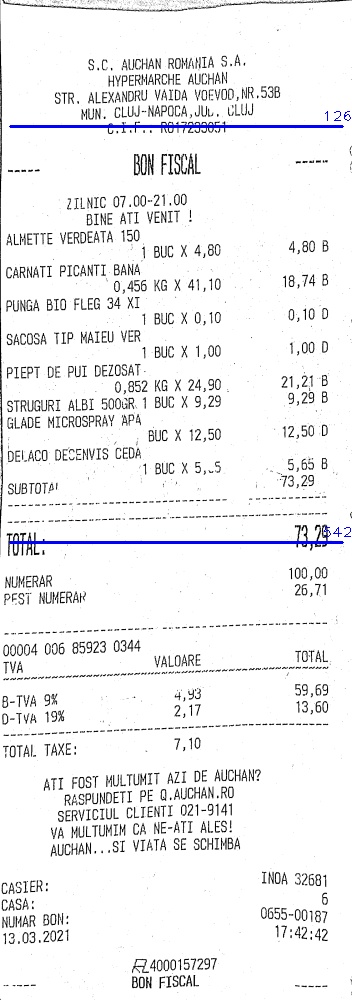 S.C. AUCHAN ROMANIA S.A.
HYPERMARCHE AUCHAN
STR. ALEXANDRU VAIDA VOEVOD,NR.53B
MUN. CLUJ-NAPOCA,JUD. CLUJ
126
C.I.F.: RO17233051
BON FISCAL
ZILNIC 07.00-21.00
BINE ATI VENIT !
ALMETTE VERDEATA 150
1 BUC X 4,80 4,80 B
CARNATI PICANTI BANA
0,456 KG X 41,10 18,74 B
PUNGA BIO FLEG 34 XI
1 BUC X 0,10 0,10 D
SACOSA TIP MAIEU VER
1 BUC X 1,00 1,00 D
PIEPT DE PUI DEZOSAT
0,852 KG X 24,90 21,21 B
STRUGURI ALBI 500GR 1 BUC X 9,29 9,29 B
GLADE MICROSPRAY APA
BUC X 12,50 12,50 D
DELACO DECENVIS CEDA
1 BUC X 5,65 B
SUBTOTAL 73,29
TOTAL: 73,29
NUMERAR 100,00
REST NUMERAR 26,71
00004 006 85923 0344
TVA VALOARE TOTAL
B-TVA 9% 4,93 59,69
D-TVA 19% 2,17 13,60
TOTAL TAXE: 7,10
ATI FOST MULTUMIT AZI DE AUCHAN?
RASPUNDETI PE Q.AUCHAN.RO
SERVICIUL CLIENTI 021-9141
VA MULTUMIM CA NE-ATI ALES!
AUCHAN...SI VIATA SE SCHIMBA
CASIER: INOA 32681
CASA: 6
NUMAR BON: 0655-00187
13.03.2021 17:42:42
4000157297
BON FISCAL